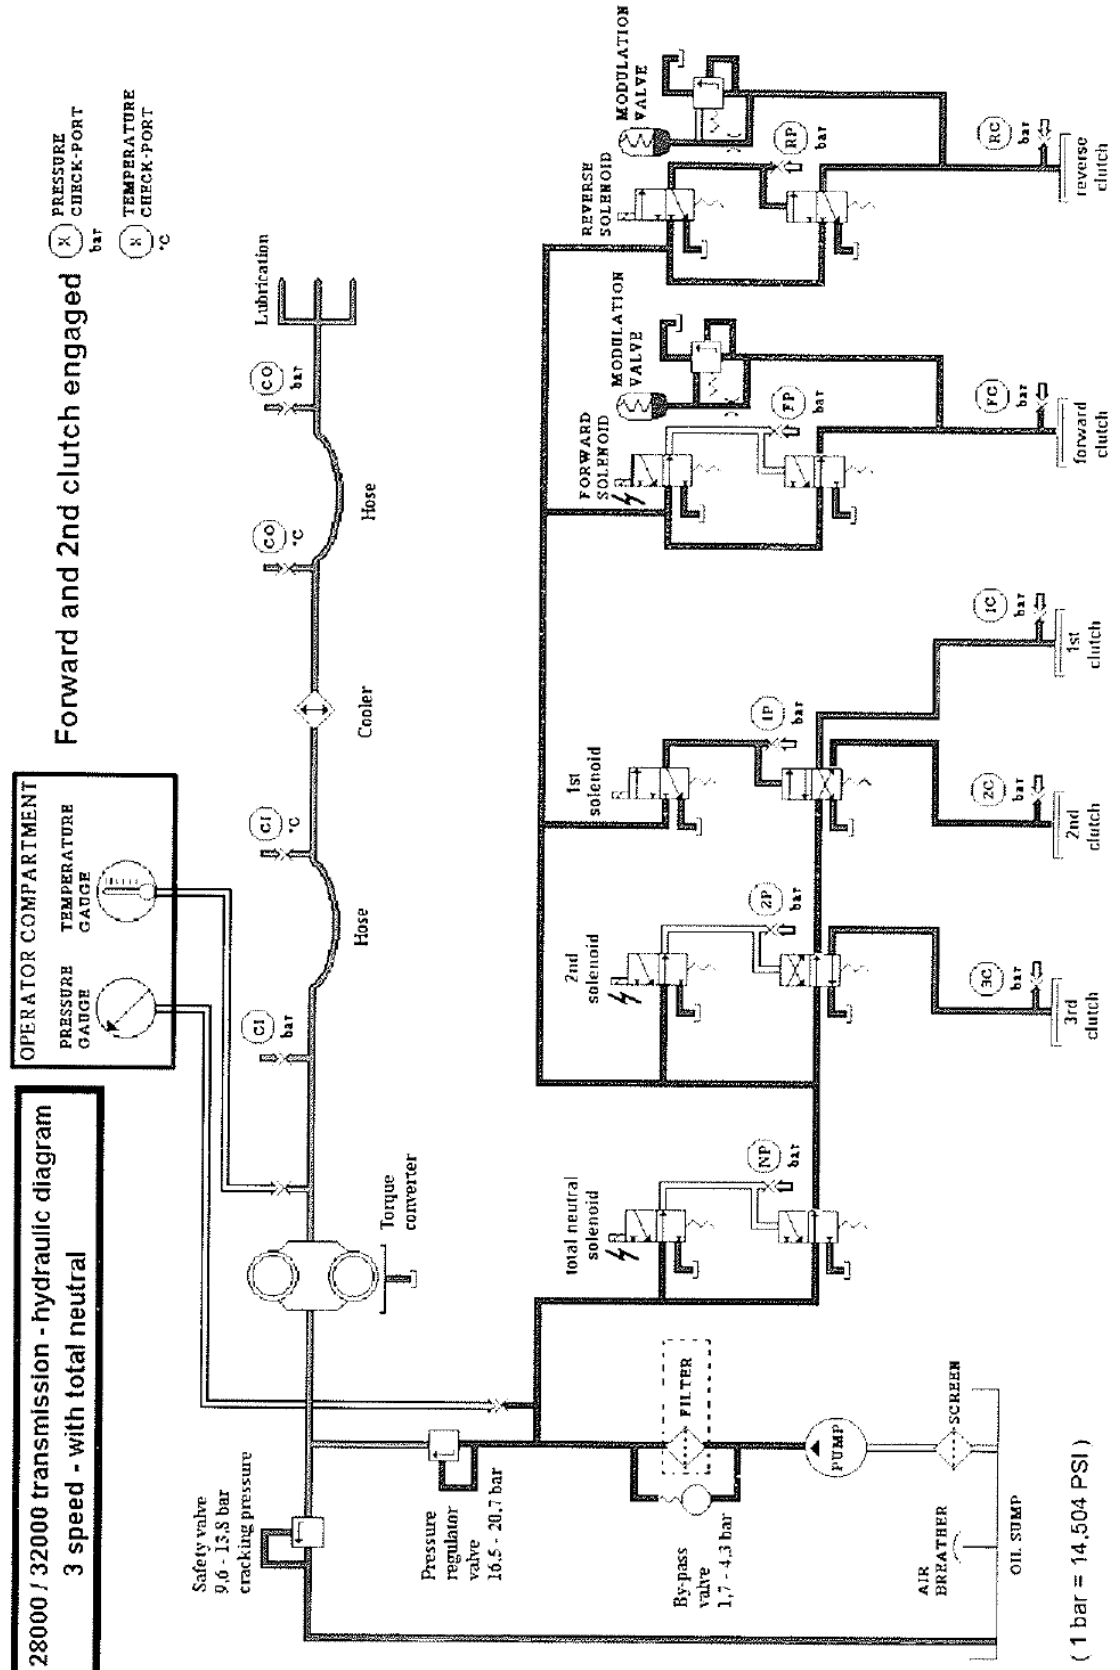 28000 / 32000 transmission - hydraulic diagram
3 speed - with total neutral
OPERATOR COMPARTMENT
PRESSURE
GAUGE
TEMPERATURE
GAUGE
Forward and 2nd clutch engaged
X
PRESSURE
CHECK-PORT
bar
X
TEMPERATURE
CHECK-PORT
°C
Safety valve
9,6 - 13,8 bar
cracking pressure
Torque
converter
CI
bar
Hose
CI
°C
Cooler
CO
°C
Hose
CO
bar
Lubrication
Pressure
regulator
valve
16.5 - 20,7 bar
By-pass
valve
1,7 - 4,3 bar
FILTER
PUMP
SCREEN
AIR
BREATHER
OIL SUMP
total neutral
solenoid
NP
bar
2nd
solenoid
2P
bar
1st
solenoid
1P
bar
FORWARD
SOLENOID
FP
bar
MODULATION
VALVE
REVERSE
SOLENOID
RP
bar
MODULATION
VALVE
3C
bar
3rd
clutch
2C
bar
2nd
clutch
1C
bar
1st
clutch
FC
bar
forward
clutch
RC
bar
reverse
clutch
( 1 bar = 14,504 PSI )